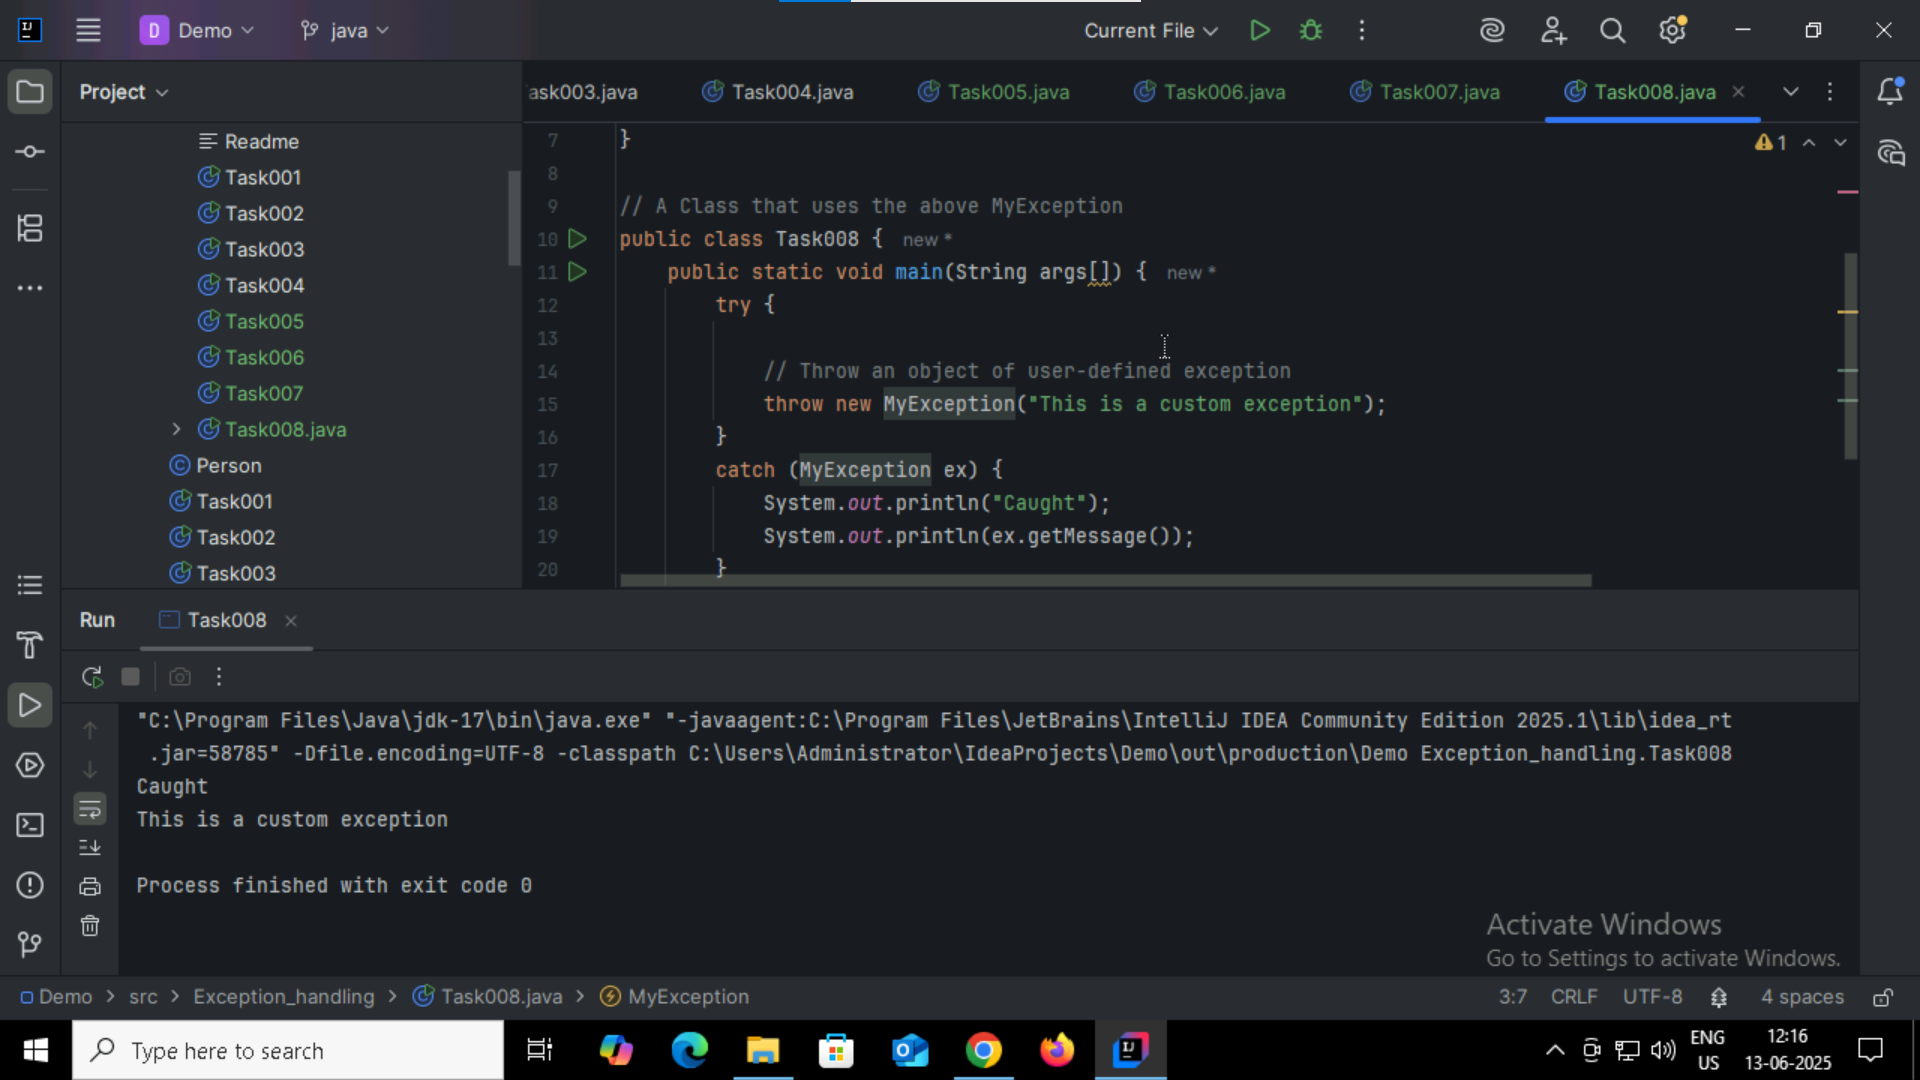 D Demo java Current File
Project
ask003.java Task004.java Task005.java Task006.java Task007.java Task008.java
Readme
Task001
Task002
Task003
Task004
Task005
Task006
Task007
Task008.java
Person
Task001
Task002
Task003
1
7 }
8
9 // A Class that uses the above MyException
10 public class Task008 { new *
11 public static void main(String args[]) { new *
12 try {
13
14 // Throw an object of user-defined exception
15 throw new MyException("This is a custom exception");
16 }
17 catch (MyException ex) {
18 System.out.println("Caught");
19 System.out.println(ex.getMessage());
20 }
Run Task008
"C:\Program Files\Java\jdk-17\bin\java.exe" "-javaagent:C:\Program Files\JetBrains\IntelliJ IDEA Community Edition 2025.1\lib\idea_rt
.jar=58785" -Dfile.encoding=UTF-8 -classpath C:\Users\Administrator\IdeaProjects\Demo\out\production\Demo Exception_handling.Task008
Caught
This is a custom exception
Process finished with exit code 0
Activate Windows
Go to Settings to activate Windows.
Demo > src > Exception_handling > Task008.java > MyException 3:7 CRLF UTF-8 4 spaces
Type here to search
ENG
US
12:16
13-06-2025